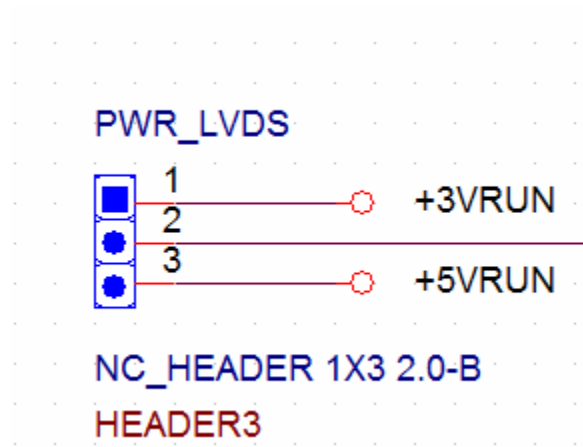 PWR_LVDS
1
+3VRUN
2
3
+5VRUN
NC_HEADER 1X3 2.0-B
HEADER3